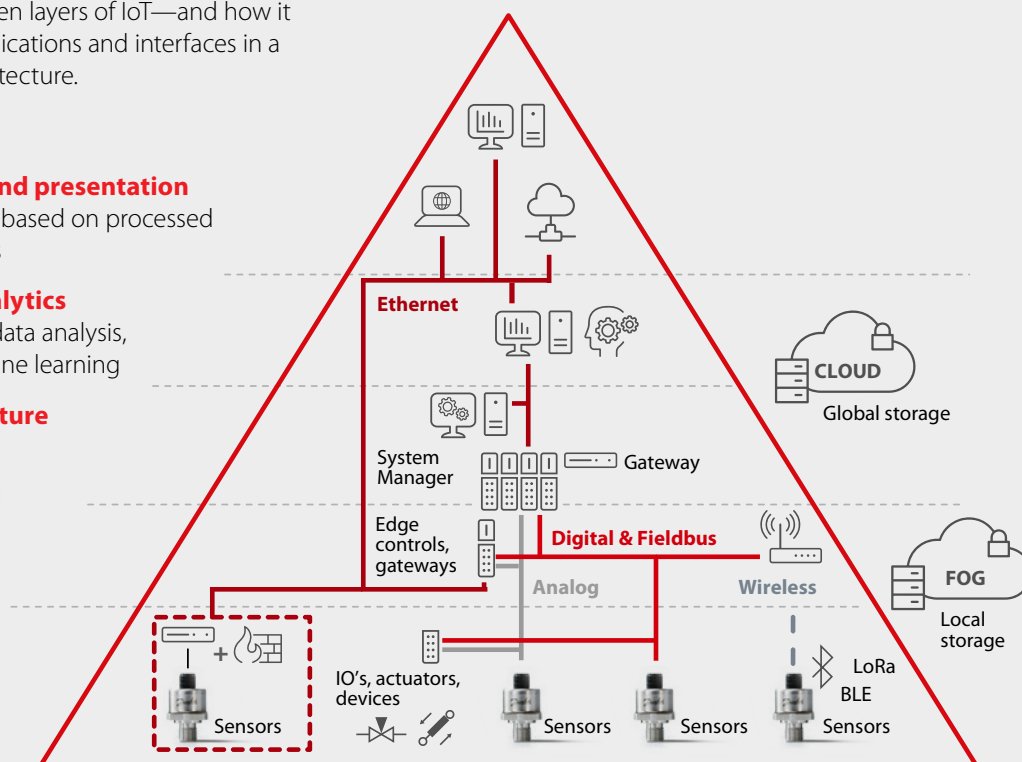 en layers of IoT—and how it
ications and interfaces in a
tecture.
nd presentation
based on processed
s
alytics
data analysis,
ine learning
ture
Ethernet
CLOUD
Global storage
System
Manager
Gateway
Edge
controls,
gateways
Digital & Fieldbus
Analog
Wireless
FOG
Local
storage
+
IO's, actuators,
devices
LoRa
BLE
Sensors
Sensors
Sensors
Sensors